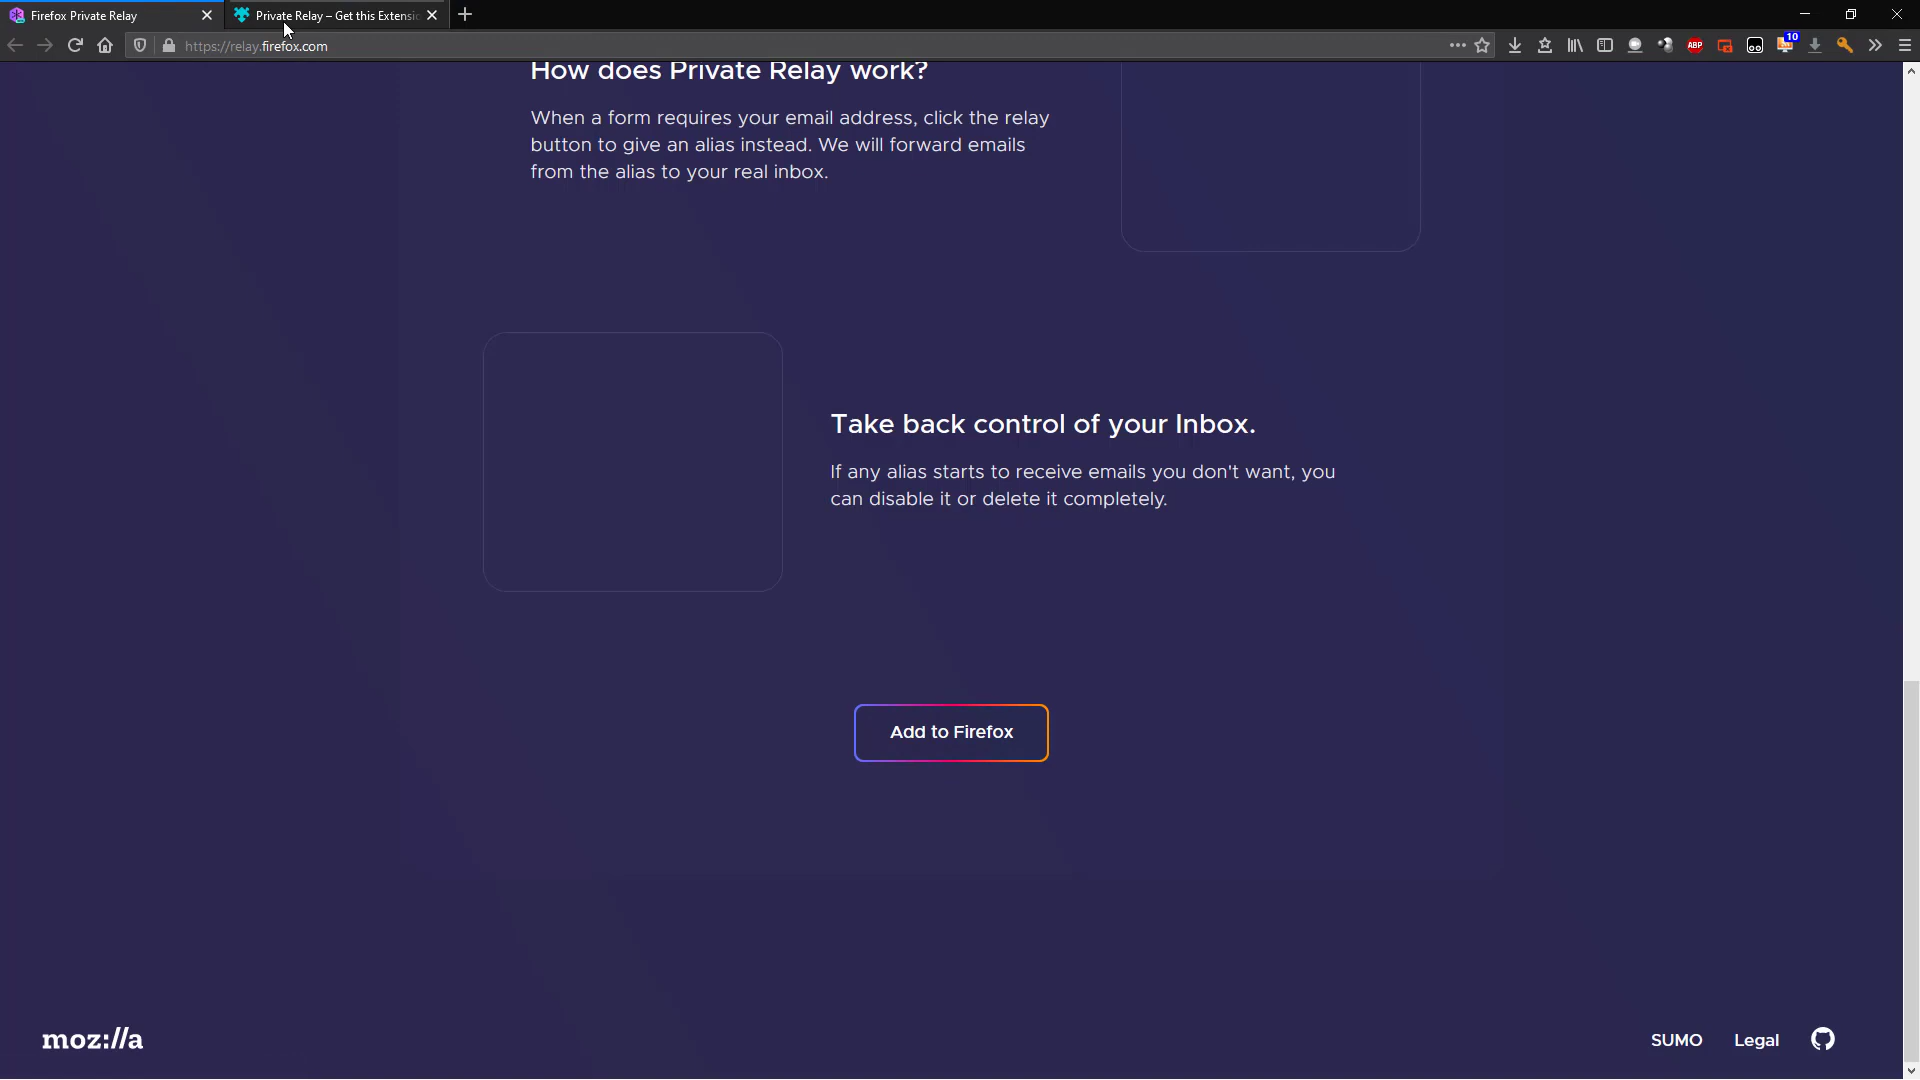 Firefox Private Relay
Private Relay – Get this Extensi
https://relay.firefox.com
ABP
10
How does Private Relay work?
When a form requires your email address, click the relay
button to give an alias instead. We will forward emails
from the alias to your real inbox.
Take back control of your Inbox.
If any alias starts to receive emails you don't want, you
can disable it or delete it completely.
Add to Firefox
moz://a
SUMO
Legal